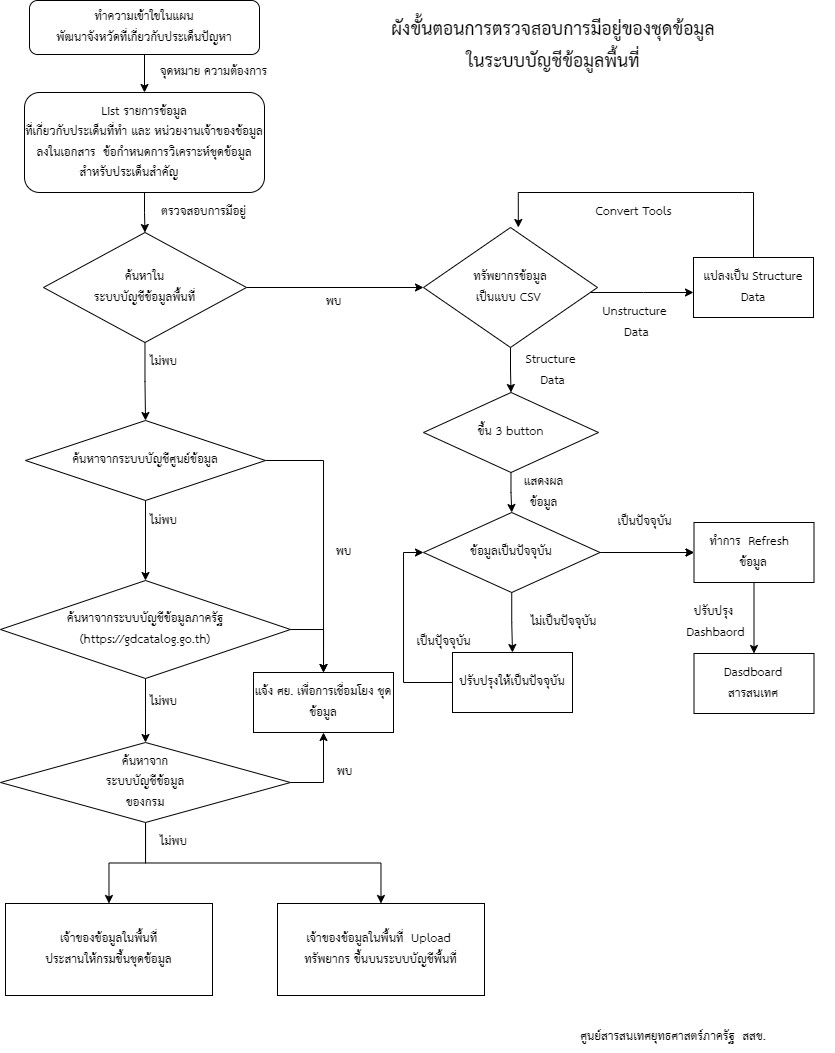 ผังขั้นตอนการตรวจสอบการมีอยู่ของชุดข้อมูล
ในระบบบัญชีข้อมูลพื้นที่
ทำความเข้าใขในแผน
พัฒนาจังหวัดที่เกี่ยวกับประเด็นปัญหา
จุดหมาย ความต้องการ
LIst รายการข้อมูล
ที่เกี่ยวกับประเด็นที่ทำ และ หน่วยงานเจ้าของข้อมูล
ลงในเอกสาร ข้อกำหนดการวิเคราะห์ชุดข้อมูล
สำหรับประเด็นสำคัญ
ตรวจสอบการมีอยู่
ค้นหาใน
ระบบบัญชีข้อมูลพื้นที่
พบ
ทรัพยากรข้อมูล
เป็นแบบ CSV
Convert Tools
แปลงเป็น Structure
Data
Unstructure
Data
Structure
Data
ไม่พบ
ขึ้น 3 button
แสดงผล
ข้อมูล
ค้นหาจากระบบบัญชีศูนย์ข้อมูล
ไม่พบ
พบ
ข้อมูลเป็นปัจจุบัน
เป็นปัจจุบัน
ทำการ Refresh
ข้อมูล
ปรับปรุง
Dashbaord
Dasdboard
สารสนเทศ
ไม่เป็นปัจจุบัน
เป็นปุัจจุบัน
ปรับปรุงให้เป็นปัจจุบัน
ค้นหาจากระบบบัญชีข้อมูลภาครัฐ
(https://gdcatalog.go.th)
ไม่พบ
แจ้ง ศย. เพื่อการเชื่อมโยง ชุด
ข้อมูล
ค้นหาจาก
ระบบบัญชีข้อมูล
ของกรม
พบ
ไม่พบ
เจ้าของข้อมูลในพื้นที่
ประสานให้กรมขึ้นชุดข้อมูล
เจ้าของข้อมูลในพื้นที่ Upload
ทรัพยากร ขึ้นบนระบบบัญชีพื้นที่
ศูนย์สารสนเทศยุทธศาสตร์ภาครัฐ สสช.